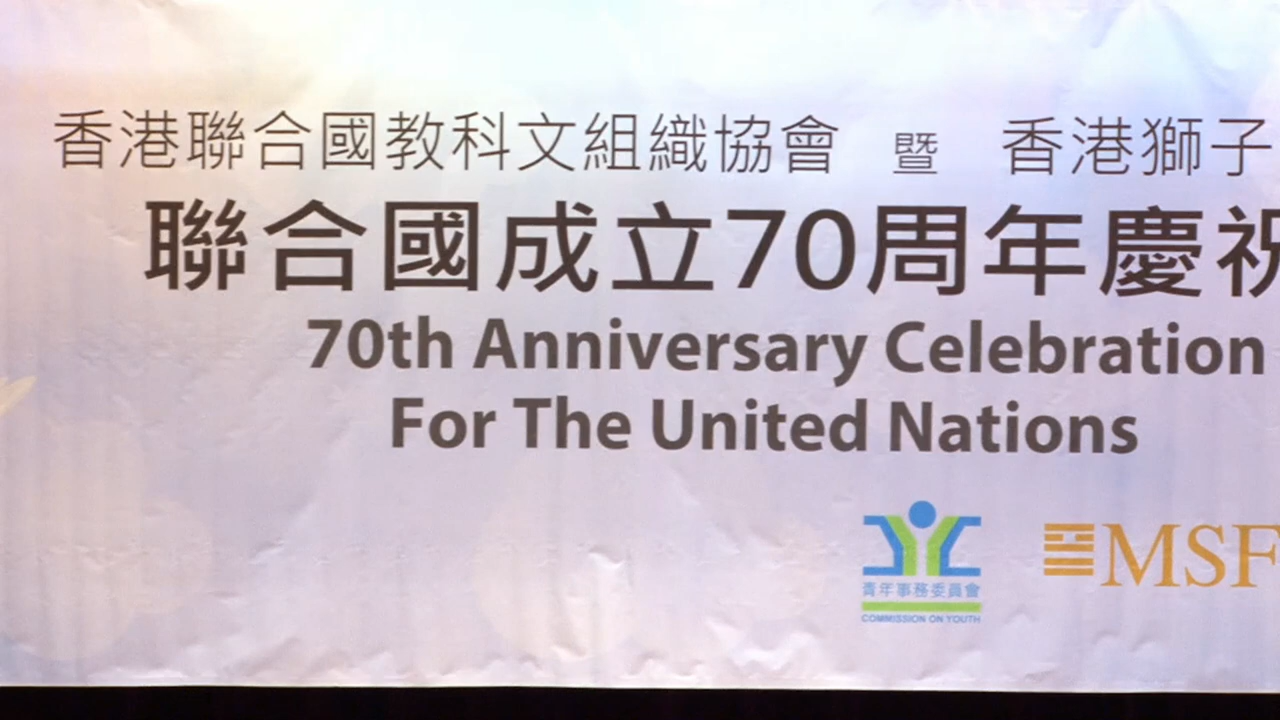 香港聯合國教科文組織協會 暨 香港獅子
聯合國成立70周年慶祝
70th Anniversary Celebration
For The United Nations
青年事務委員會
COMMISSION ON YOUTH
MSF